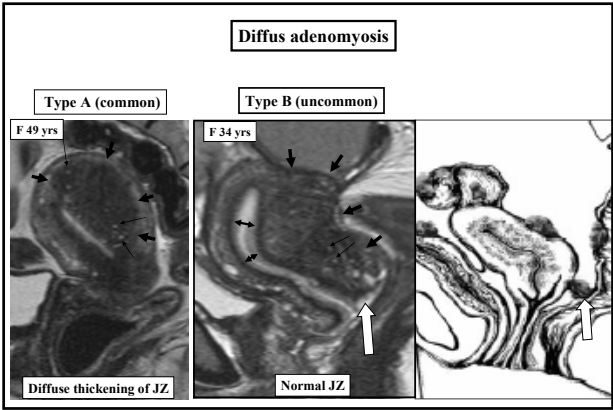 Diffus adenomyosis
Type A (common)
Type B (uncommon)
F 49 yrs
F 34 yrs
Diffuse thickening of JZ
Normal JZ